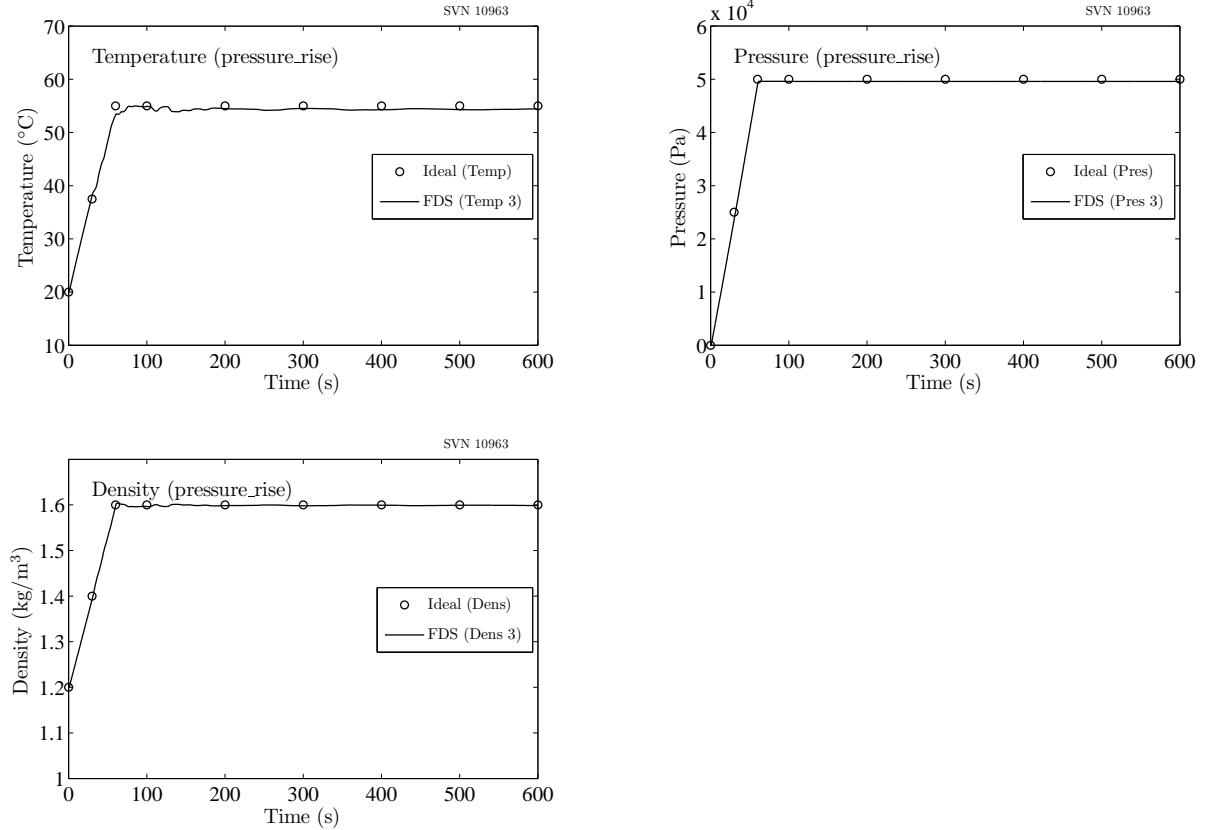 SVN 10963
Temperature (pressure_rise)
70
60
50
40
30
20
10
Temperature (°C)
Ideal (Temp)
FDS (Temp 3)
0 100 200 300 400 500 600
Time (s)
SVN 10963
x 10⁴
Pressure (pressure_rise)
6
5
4
3
2
1
0
Pressure (Pa)
Ideal (Pres)
FDS (Pres 3)
0 100 200 300 400 500 600
Time (s)
SVN 10963
Density (pressure_rise)
1.6
1.5
1.4
1.3
1.2
1.1
1
Density (kg/m³)
Ideal (Dens)
FDS (Dens 3)
0 100 200 300 400 500 600
Time (s)